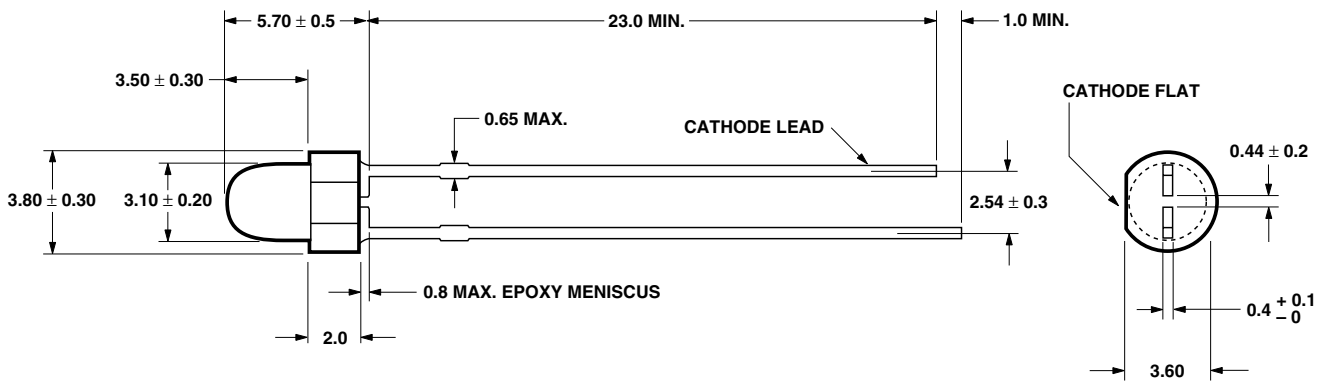 5.70 ± 0.5
23.0 MIN.
1.0 MIN.
3.50 ± 0.30
CATHODE FLAT
0.65 MAX.
CATHODE LEAD
0.44 ± 0.2
3.80 ± 0.30
3.10 ± 0.20
2.54 ± 0.3
0.8 MAX. EPOXY MENISCUS
0.4 + 0.1
– 0
2.0
3.60